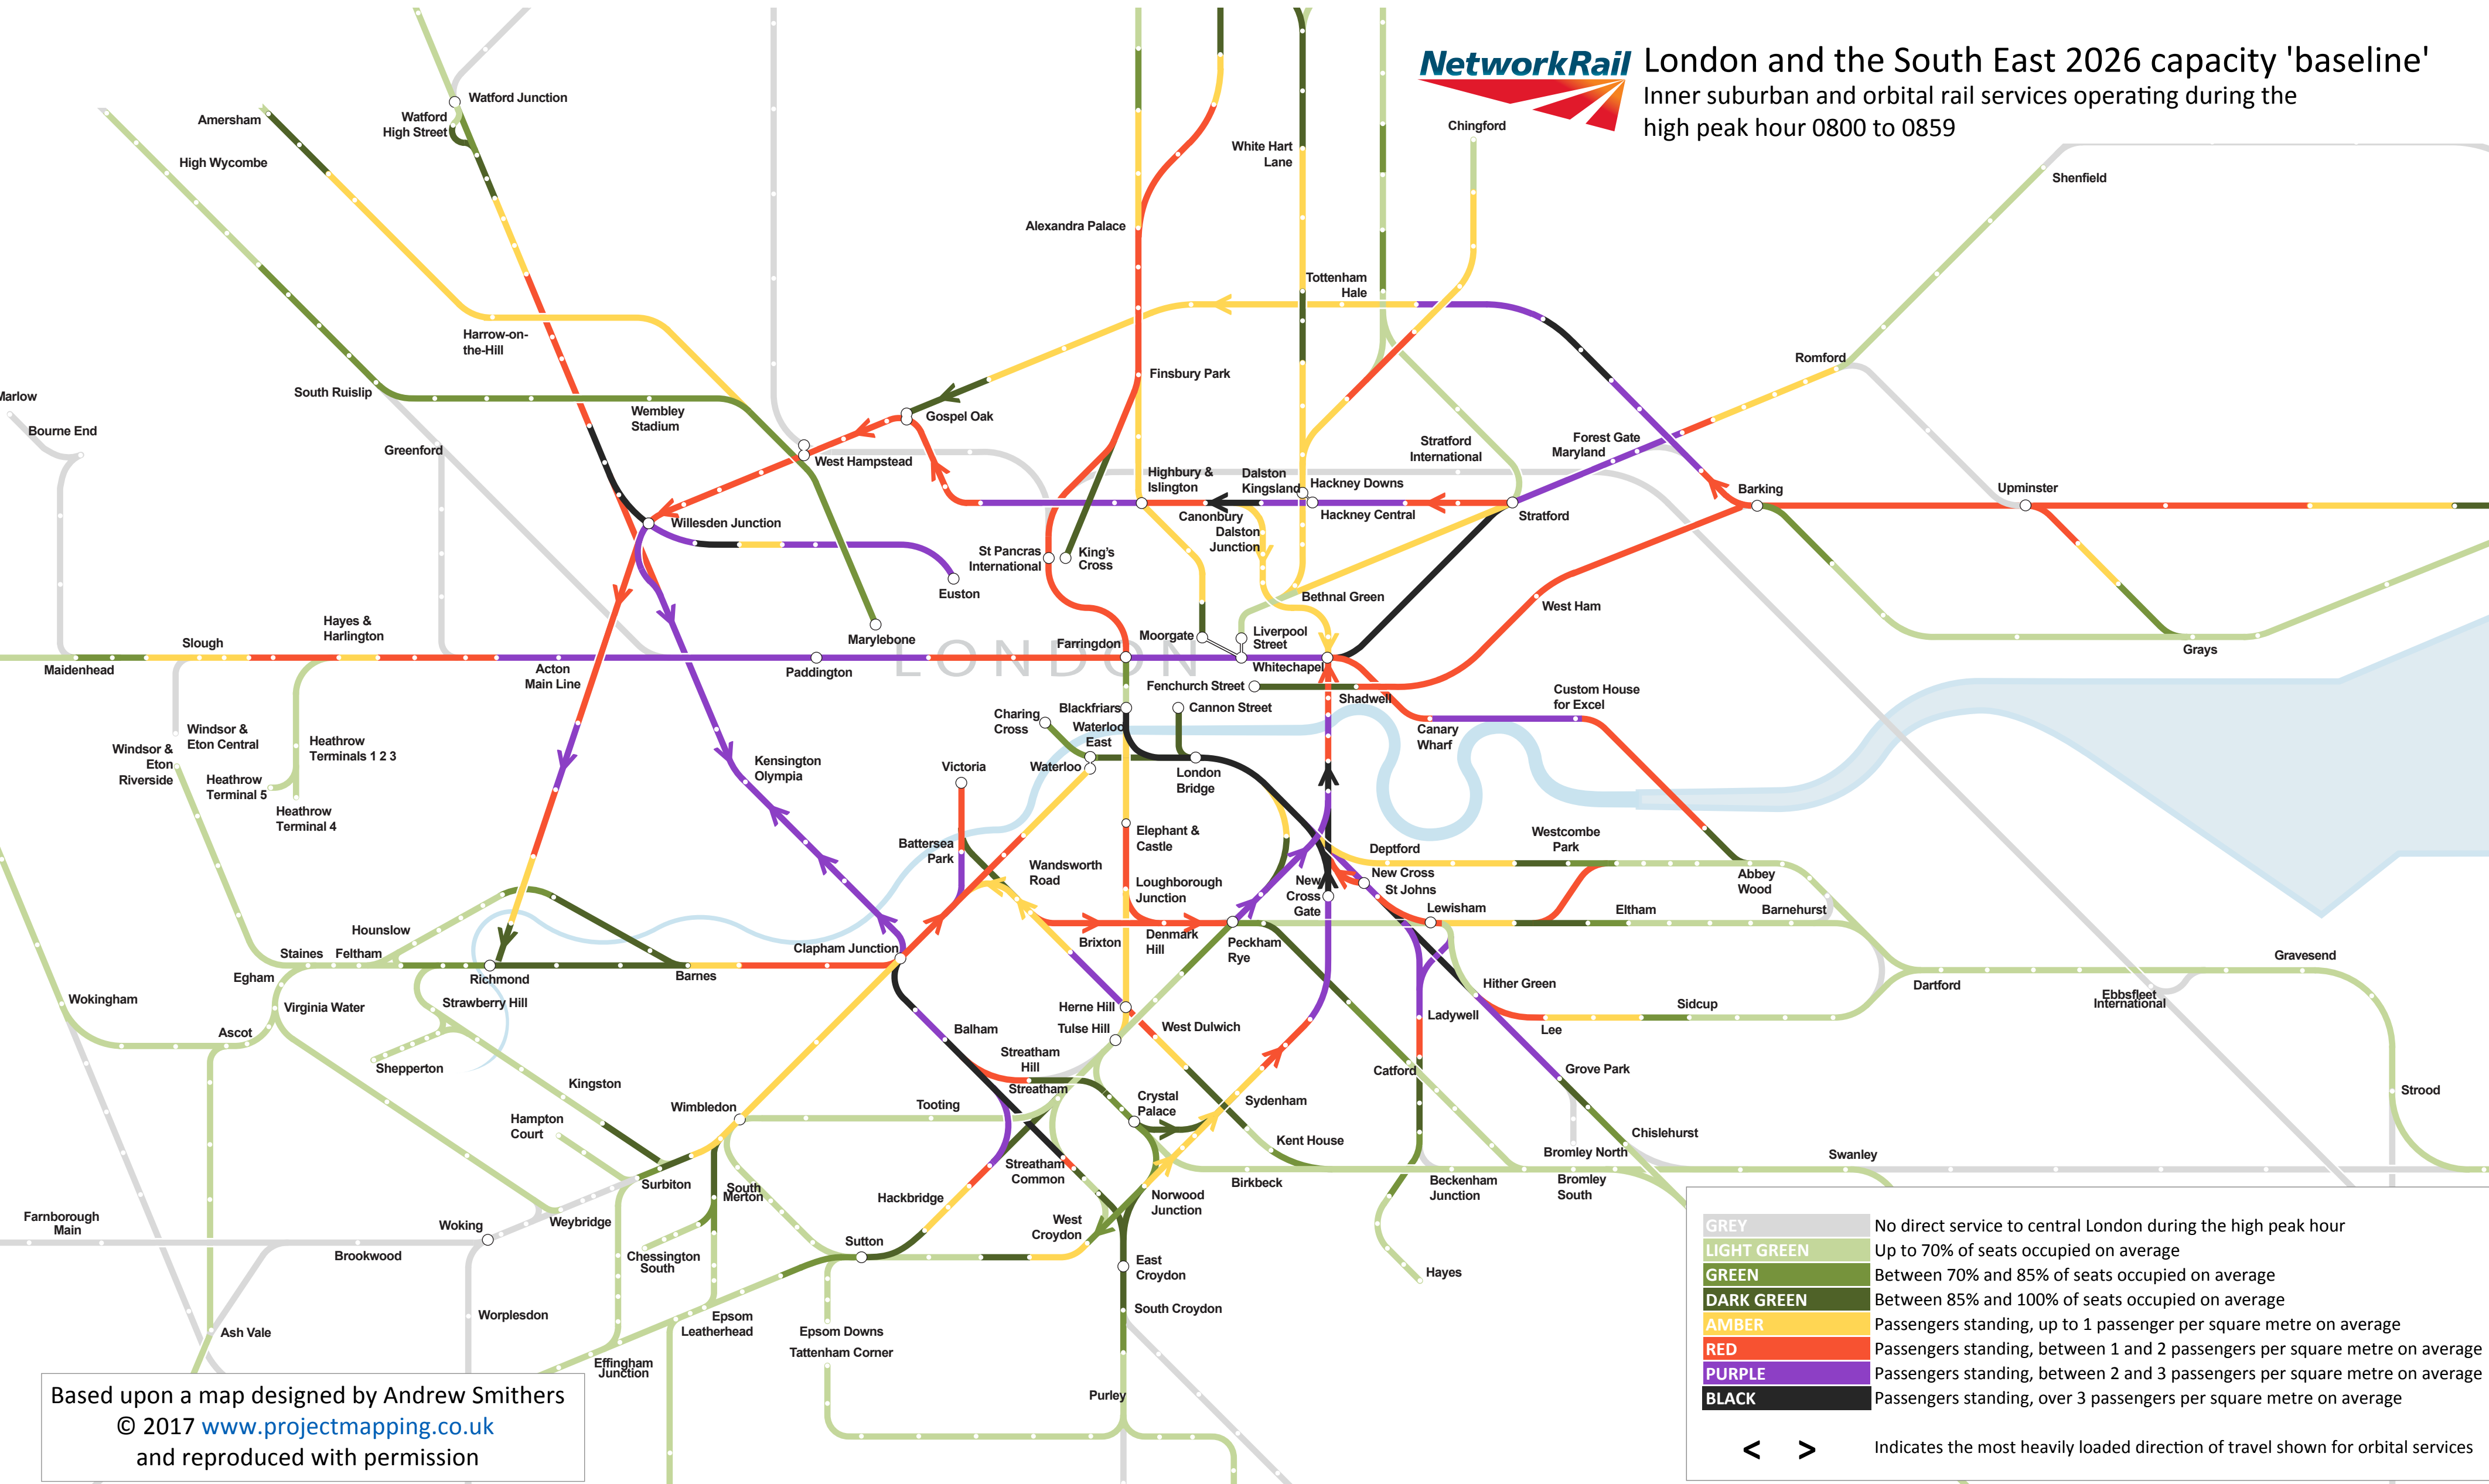 NetworkRail
London and the South East 2026 capacity 'baseline'
Inner suburban and orbital rail services operating during the
high peak hour 0800 to 0859
Watford Junction
Watford
High Street
Amersham
High Wycombe
Chingford
White Hart
Lane
Shenfield
Alexandra Palace
Tottenham
Hale
Harrow-on-
the-Hill
Romford
Finsbury Park
South Ruislip
Marlow
Bourne End
Wembley
Stadium
Gospel Oak
Greenford
West Hampstead
Stratford
International
Forest Gate
Maryland
Highbury &
Islington
Dalston
Kingsland
Hackney Downs
Barking
Upminster
Canonbury
Hackney Central
Stratford
Willesden Junction
Dalston
Junction
St Pancras
International
King's
Cross
Euston
Bethnal Green
West Ham
Hayes &
Harlington
Slough
Marylebone
Moorgate
Liverpool
Street
Farringdon
LONDON
Grays
Maidenhead
Acton
Main Line
Paddington
Whitechapel
Fenchurch Street
Shadwell
Custom House
for Excel
Charing
Cross
Blackfriars
Cannon Street
Waterloo
East
Canary
Wharf
Windsor &
Eton Central
Windsor &
Eton
Riverside
Heathrow
Terminals 1 2 3
Heathrow
Terminal 5
Heathrow
Terminal 4
Kensington
Olympia
Victoria
Waterloo
London
Bridge
Elephant &
Castle
Battersea
Park
Wandsworth
Road
Deptford
Westcombe
Park
Abbey
Wood
New Cross
St Johns
Loughborough
Junction
New
Cross
Gate
Lewisham
Eltham
Barnehurst
Hounslow
Clapham Junction
Brixton
Denmark
Hill
Peckham
Rye
Staines
Feltham
Egham
Richmond
Barnes
Gravesend
Wokingham
Virginia Water
Strawberry Hill
Hither Green
Dartford
Ebbsfleet
International
Herne Hill
Tulse Hill
West Dulwich
Ladywell
Lee
Sidcup
Ascot
Balham
Streatham
Hill
Streatham
Shepperton
Kingston
Catford
Grove Park
Strood
Wimbledon
Tooting
Crystal
Palace
Sydenham
Hampton
Court
Kent House
Chislehurst
Bromley North
Swanley
Streatham
Common
Surbiton
South
Merton
Hackbridge
Norwood
Junction
Birkbeck
Beckenham
Junction
Bromley
South
Farnborough
Main
Woking
Weybridge
West
Croydon
Brookwood
Chessington
South
Sutton
East
Croydon
Hayes
Worplesdon
South Croydon
Ash Vale
Epsom
Leatherhead
Epsom Downs
Tattenham Corner
Effingham
Junction
Purley
GREY No direct service to central London during the high peak hour
LIGHT GREEN Up to 70% of seats occupied on average
GREEN Between 70% and 85% of seats occupied on average
DARK GREEN Between 85% and 100% of seats occupied on average
AMBER Passengers standing, up to 1 passenger per square metre on average
RED Passengers standing, between 1 and 2 passengers per square metre on average
PURPLE Passengers standing, between 2 and 3 passengers per square metre on average
BLACK Passengers standing, over 3 passengers per square metre on average
< > Indicates the most heavily loaded direction of travel shown for orbital services
Based upon a map designed by Andrew Smithers
© 2017 www.projectmapping.co.uk
and reproduced with permission